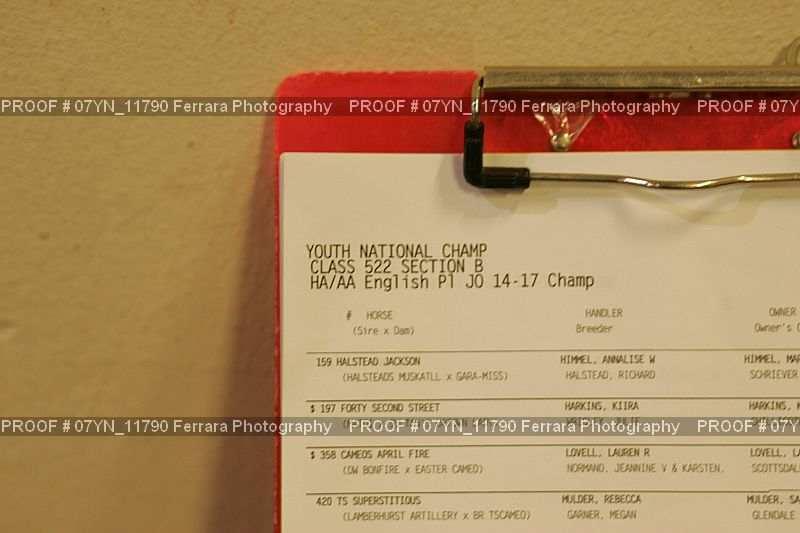 PROOF # 07YN_11790 Ferrara Photography PROOF # 07YN_11790 Ferrara Photography PROOF # 07Y
YOUTH NATIONAL CHAMP
CLASS 522 SECTION B
HA/AA English Pl JO 14-17 Champ
# HORSE HANDLER OWNER
(Sire x Dam) Breeder Owner's
159 HALSTEAD JACKSON HIMMEL, ANNALISE W HIMMEL, MAR
(HALSTEADS MUSKATLL x GARA-MISS) HALSTEAD, RICHARD SCHRIEVER
$ 197 FORTY SECOND STREET HARKINS, KIIRA HARKINS, K
PROOF # 07YN_11790 Ferrara Photography PROOF # 07YN_11790 Ferrara Photography PROOF # 07Y
$ 358 CAMEOS APRIL FIRE LOVELL, LAUREN R LOVELL, LA
(DW BONFIRE x EASTER CAMEO) NORMAND, JEANNINE V & KARSTEN, SCOTTSDAL
420 TS SUPERSTITIOUS MULDER, REBECCA MULDER, SA
(LAMBERHURST ARTILLERY x BR TSCAMEO) GARNER, MEGAN GLENDALE